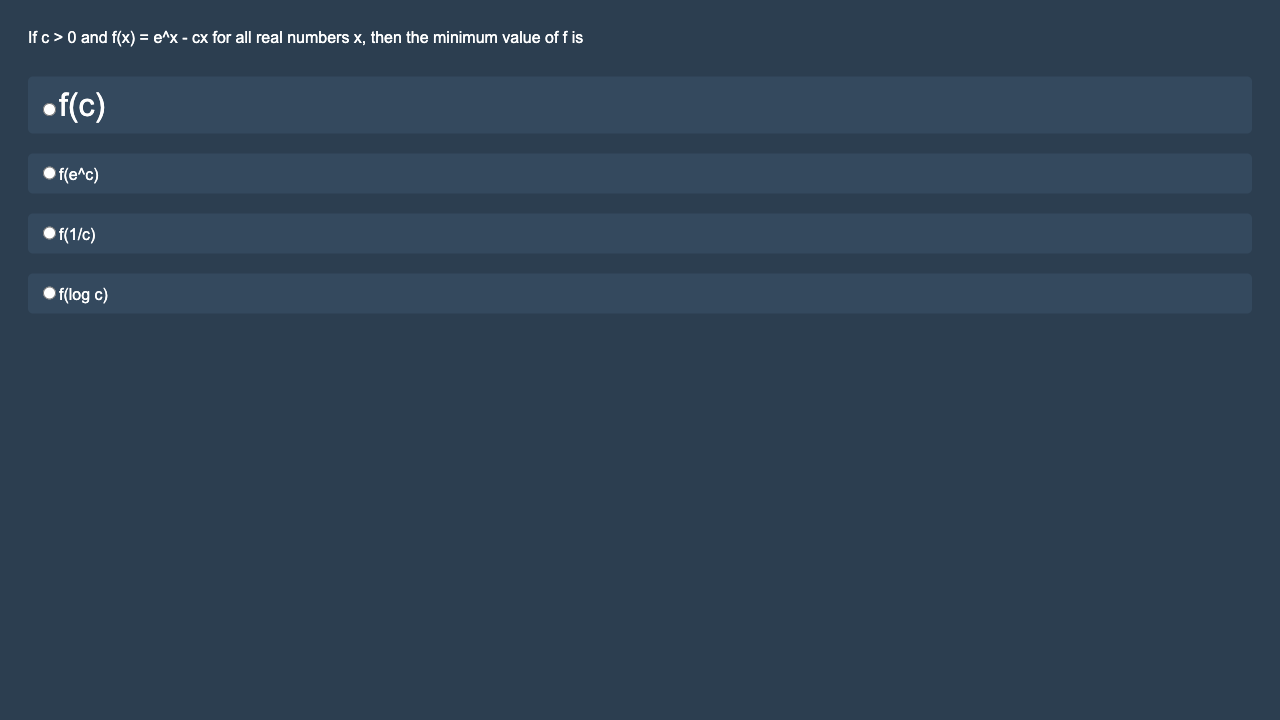 If c > 0 and f(x) = e^x - cx for all real numbers x, then the minimum value of f is
f(c)
f(e^c)
f(1/c)
f(log c)